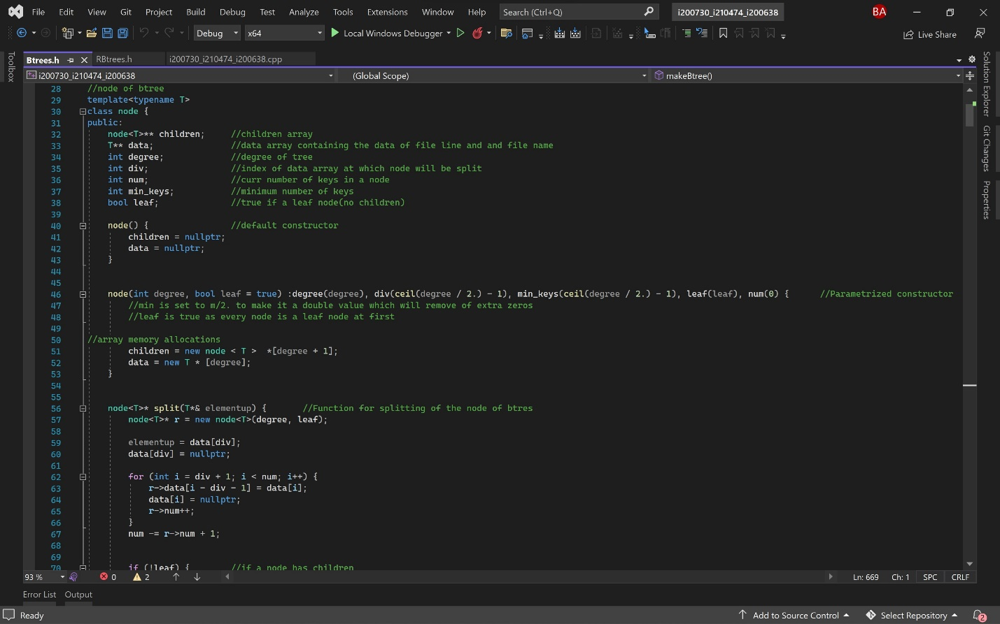 File Edit View Git Project Build Debug Test Analyze Tools Extensions Window Help Search (Ctrl+Q) i200730_i210474_i200638 BA
Debug x64 Local Windows Debugger Live Share
Toolbox
Btrees.h RBtrees.h i200730_i210474_i200638.cpp
i200730_i210474_i200638 (Global Scope) makeBtree()
28 //node of btree
29 template<typename T>
30 class node {
31 public:
32 node<T>** children; //children array
33 T** data; //data array containing the data of file line and and file name
34 int degree; //degree of tree
35 int div; //index of data array at which node will be split
36 int num; //curr number of keys in a node
37 int min_keys; //minimum number of keys
38 bool leaf; //true if a leaf node(no children)
39
40 node() { //default constructor
41 children = nullptr;
42 data = nullptr;
43 }
44
45
46 node(int degree, bool leaf = true) :degree(degree), div(ceil(degree / 2.) - 1), min_keys(ceil(degree / 2.) - 1), leaf(leaf), num(0) { //Parametrized constructor
47 //min is set to m/2. to make it a double value which will remove of extra zeros
48 //leaf is true as every node is a leaf node at first
49
50 //array memory allocations
51 children = new node < T > *[degree + 1];
52 data = new T * [degree];
53 }
54
55
56 node<T>* split(T*& elementup) { //Function for splitting of the node of btres
57 node<T>* r = new node<T>(degree, leaf);
58
59 elementup = data[div];
60 data[div] = nullptr;
61
62 for (int i = div + 1; i < num; i++) {
63 r->data[i - div - 1] = data[i];
64 data[i] = nullptr;
65 r->num++;
66 }
67 num -= r->num + 1;
68
69
70 if (!leaf) { //if a node has children
Solution Explorer
Git Changes
Properties
93 % 0 2 Ln: 669 Ch: 1 SPC CRLF
Error List Output
Ready Add to Source Control Select Repository 2